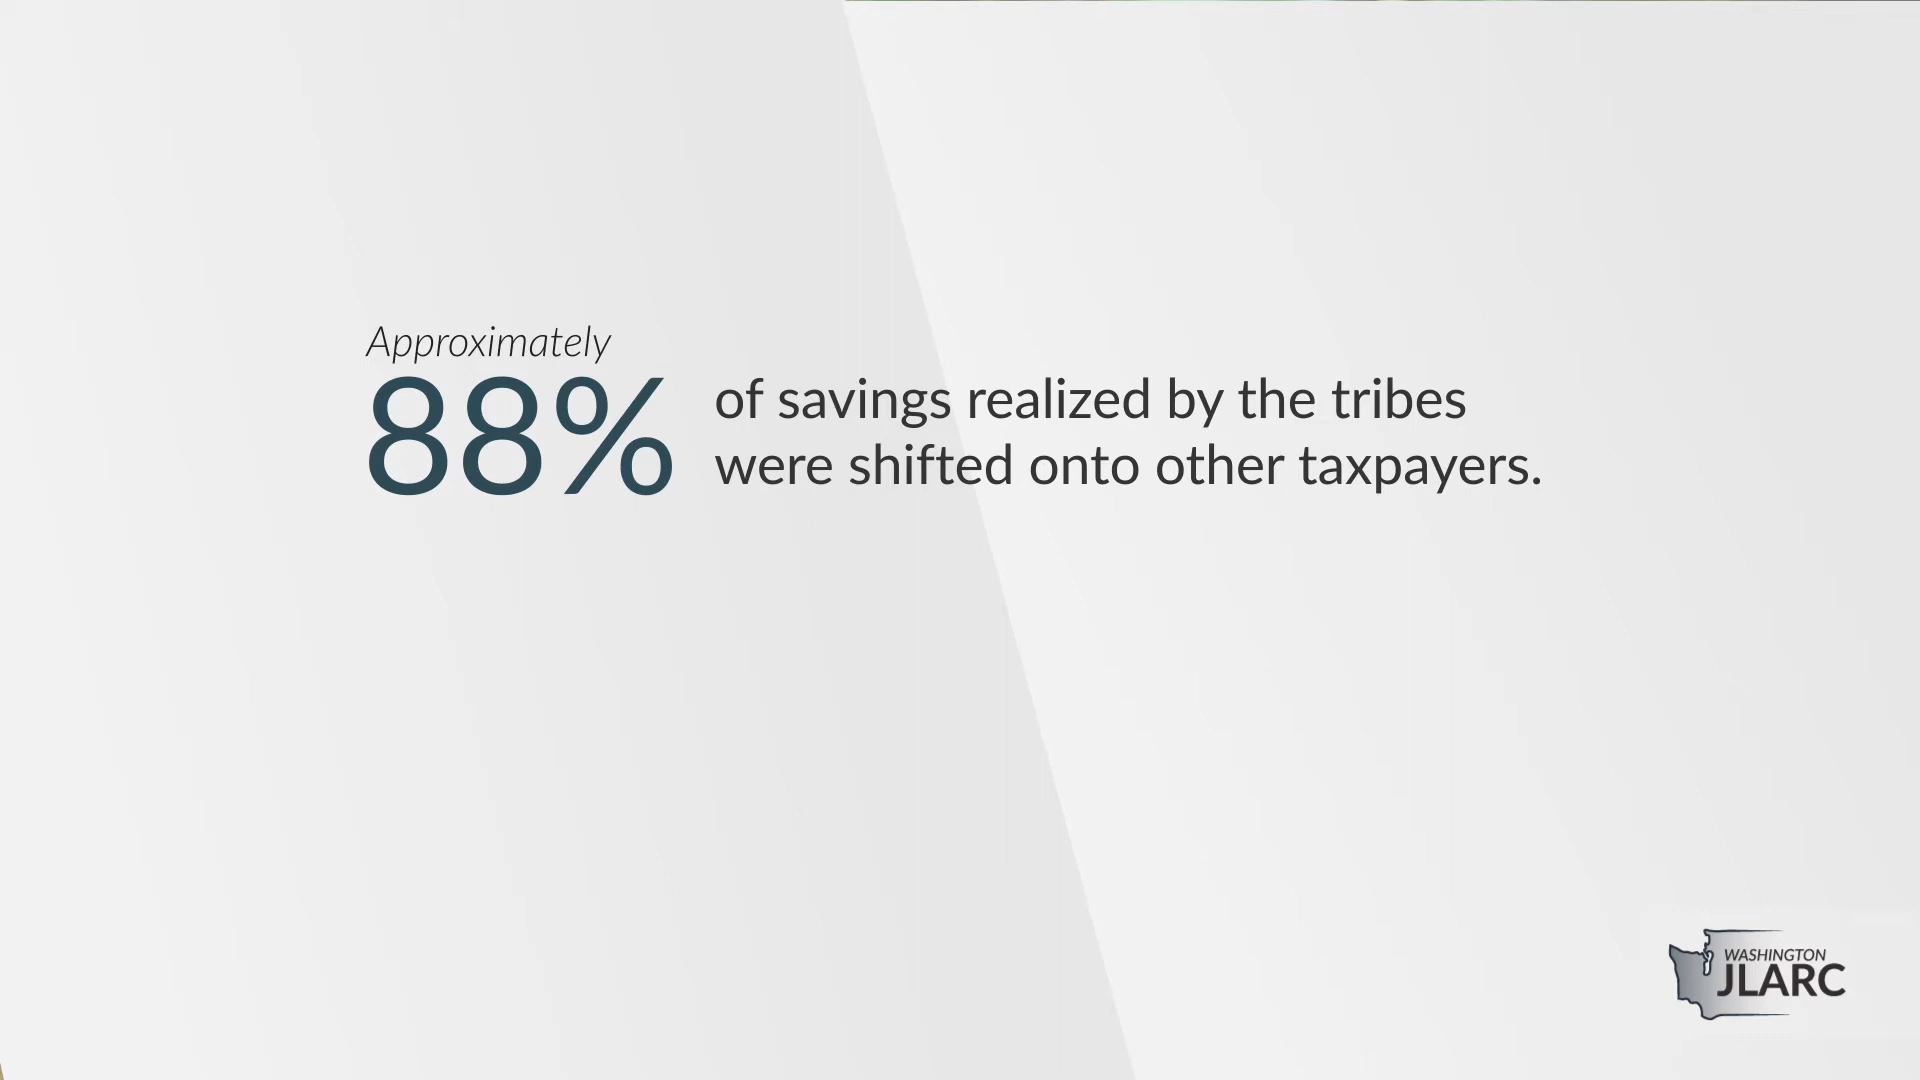 Approximately
88%
of savings realized by the tribes
were shifted onto other taxpayers.
WASHINGTON
JLARC